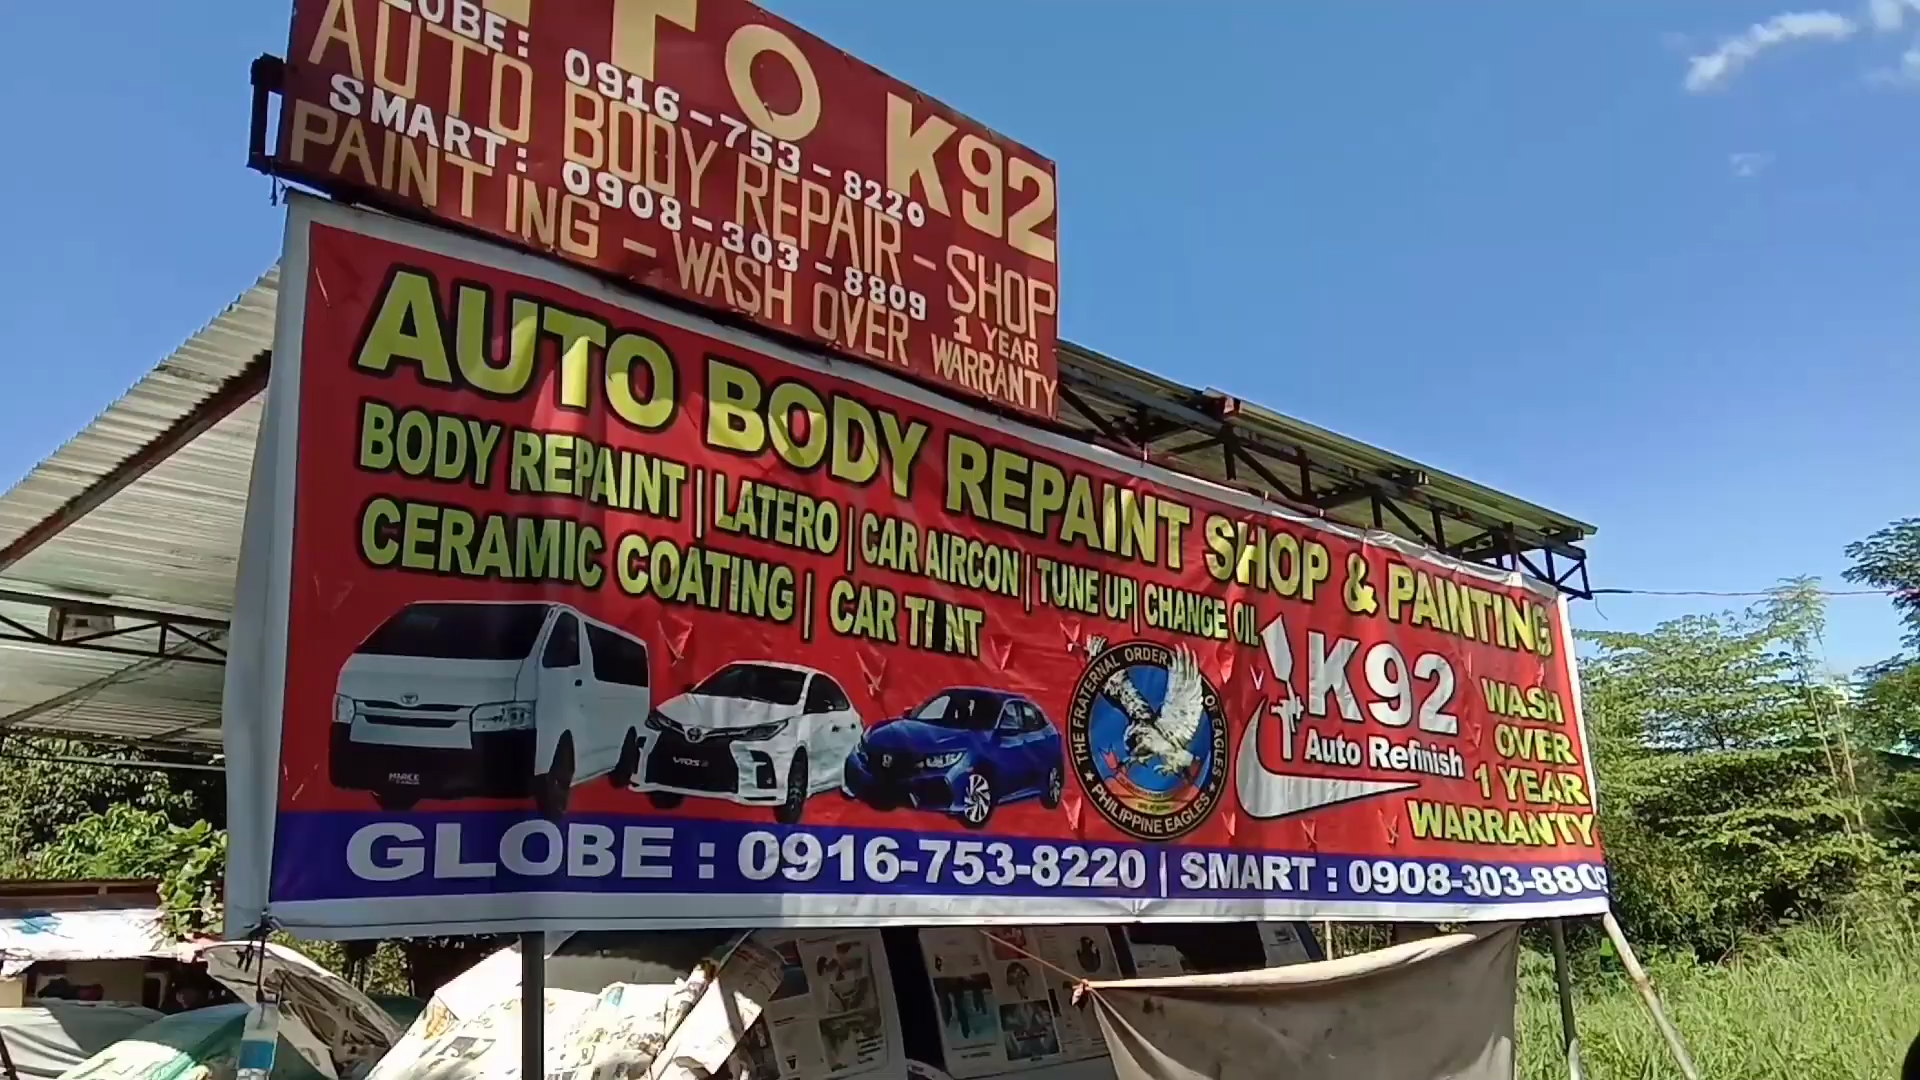 TO K92
GLOBE: 0916-753-8220
AUTO BODY REPAIR-SHOP
SMART: 0908-303-8809
PAINTING-WASH OVER
1 YEAR
WARRANTY
AUTO BODY REPAINT SHOP & PAINTING
BODY REPAINT | LATERO | CAR AIRCON | TUNE UP| CHANGE OIL
CERAMIC COATING | CAR TINT
THE FRATERNAL ORDER OF EAGLES
PHILIPPINE EAGLES
K92
Auto Refinish
WASH
OVER
1 YEAR
WARRANTY
VIOS
GLOBE : 0916-753-8220 | SMART : 0908-303-8809